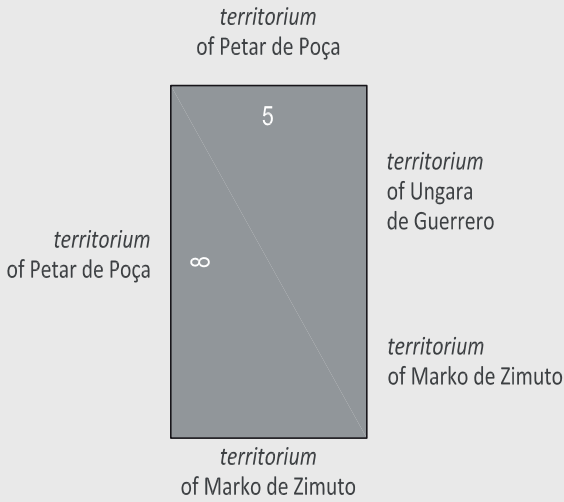 territorium
of Petar de Poça
5
territorium
of Ungara
de Guerrero
territorium
of Petar de Poça
8
territorium
of Marko de Zimuto
territorium
of Marko de Zimuto